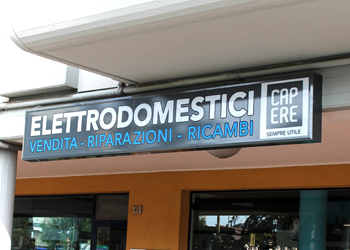 ELETTRODOMESTICI
VENDITA - RIPARAZIONI - RICAMBI
CAP
ERE
SEMPRE UTILE